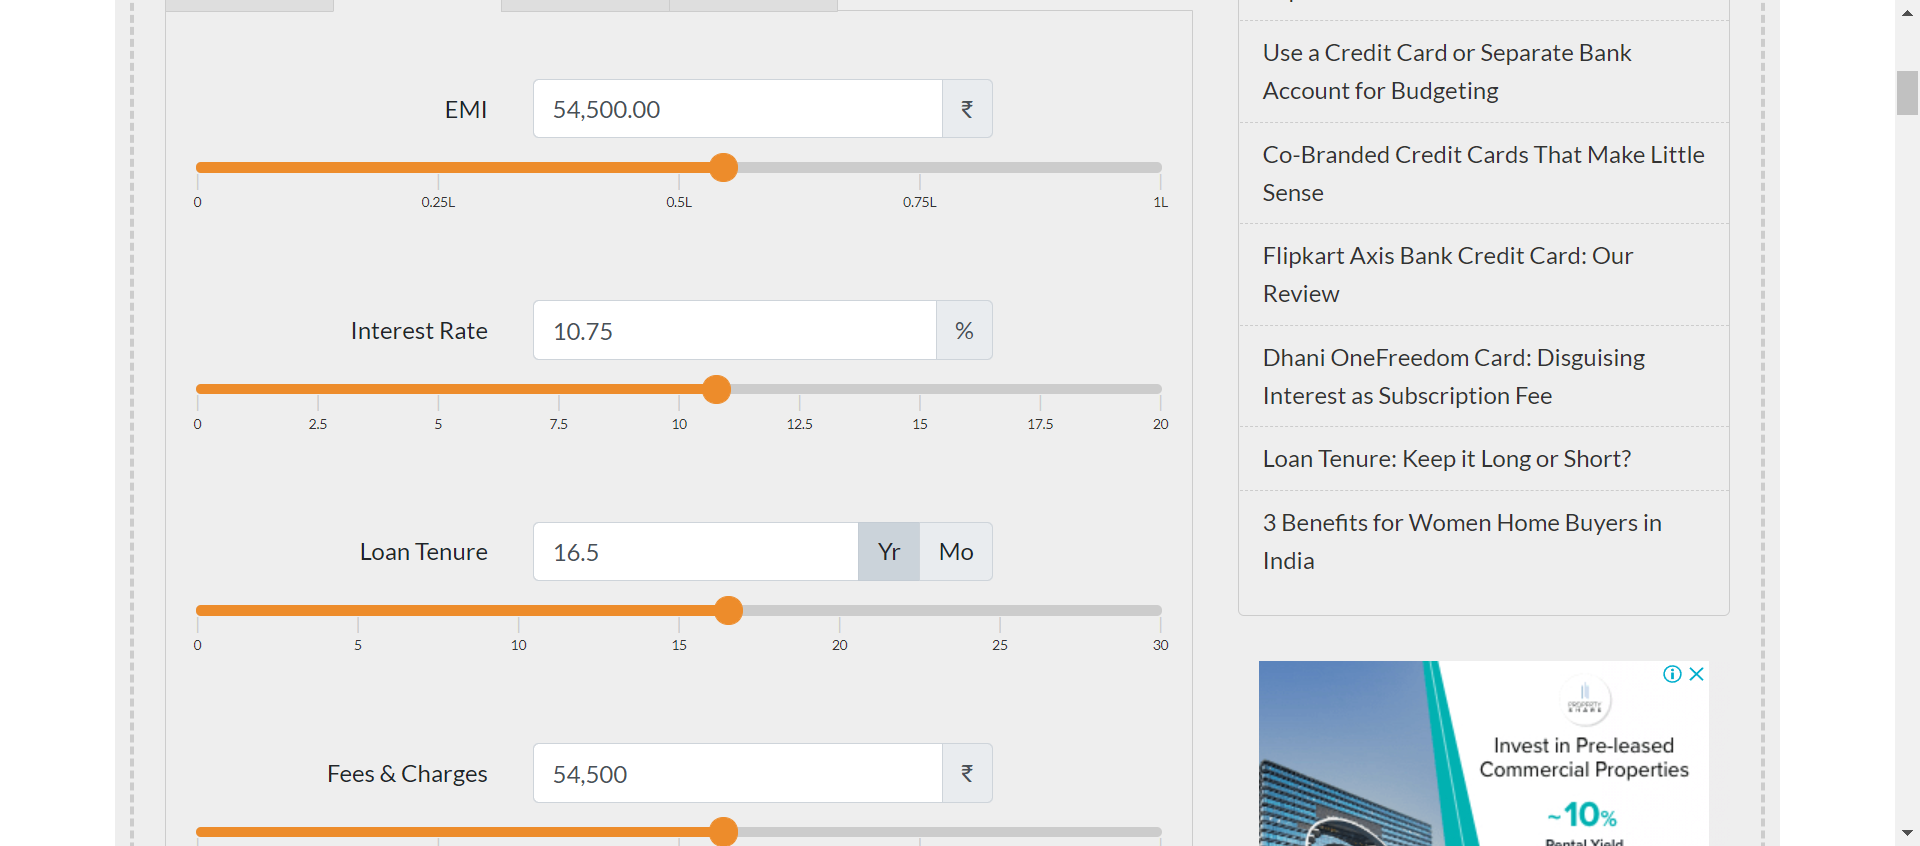 EMI
54,500.00
₹
0 0.25L 0.5L 0.75L 1L
Interest Rate
10.75
%
0 2.5 5 7.5 10 12.5 15 17.5 20
Loan Tenure
16.5
Yr
Mo
0 5 10 15 20 25 30
Fees & Charges
54,500
₹
Use a Credit Card or Separate Bank
Account for Budgeting
Co-Branded Credit Cards That Make Little
Sense
Flipkart Axis Bank Credit Card: Our
Review
Dhani OneFreedom Card: Disguising
Interest as Subscription Fee
Loan Tenure: Keep it Long or Short?
3 Benefits for Women Home Buyers in
India
PROPERTY
SHARE
Invest in Pre-leased
Commercial Properties
~10%
Rental Yield